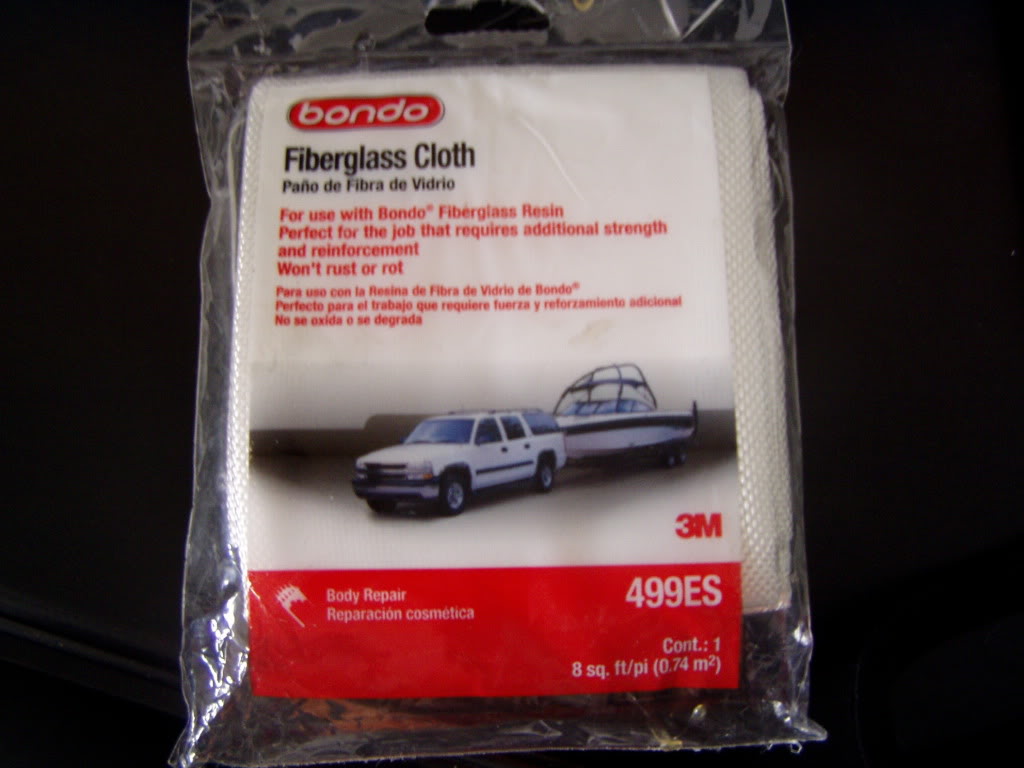 bondo
Fiberglass Cloth
Paño de Fibra de Vidrio
For use with Bondo® Fiberglass Resin
Perfect for the job that requires additional strength
and reinforcement
Won't rust or rot
Para uso con la Resina de Fibra de Vidrio de Bondo®
Perfecto para el trabajo que requiere fuerza y reforzamiento adicional
No se oxida o se degrada
3M
Body Repair
Reparación cosmética
499ES
Cont.: 1
8 sq. ft/pi (0.74 m²)